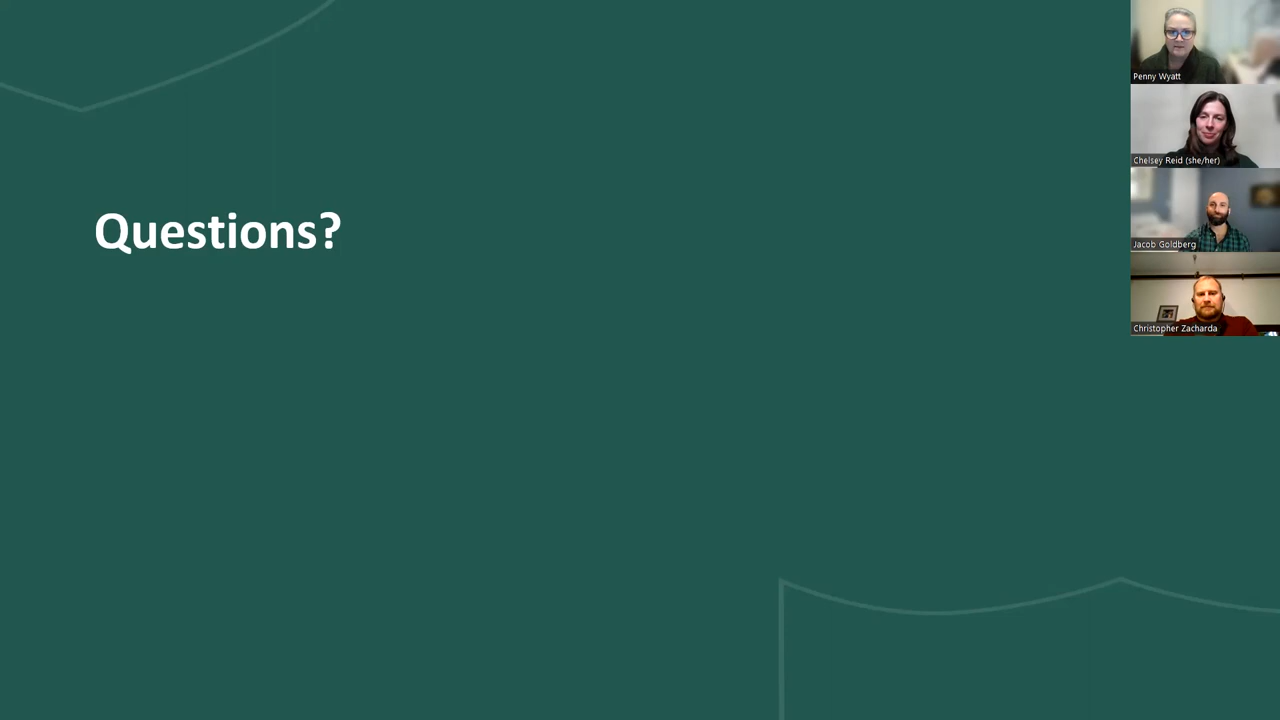 Questions?
Penny Wyatt
Chelsey Reid (she/her)
Jacob Goldberg
Christopher Zacharda